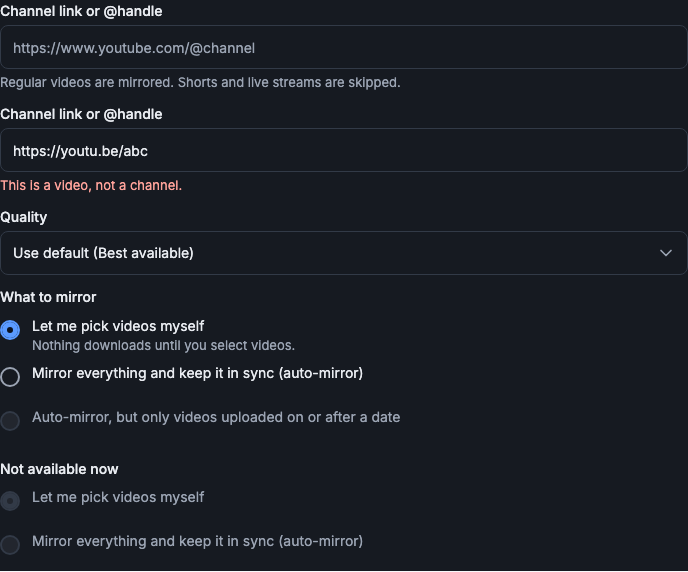 Channel link or @handle
https://www.youtube.com/@channel
Regular videos are mirrored. Shorts and live streams are skipped.
Channel link or @handle
https://youtu.be/abc
This is a video, not a channel.
Quality
Use default (Best available)
What to mirror
Let me pick videos myself
Nothing downloads until you select videos.
Mirror everything and keep it in sync (auto-mirror)
Auto-mirror, but only videos uploaded on or after a date
Not available now
Let me pick videos myself
Mirror everything and keep it in sync (auto-mirror)